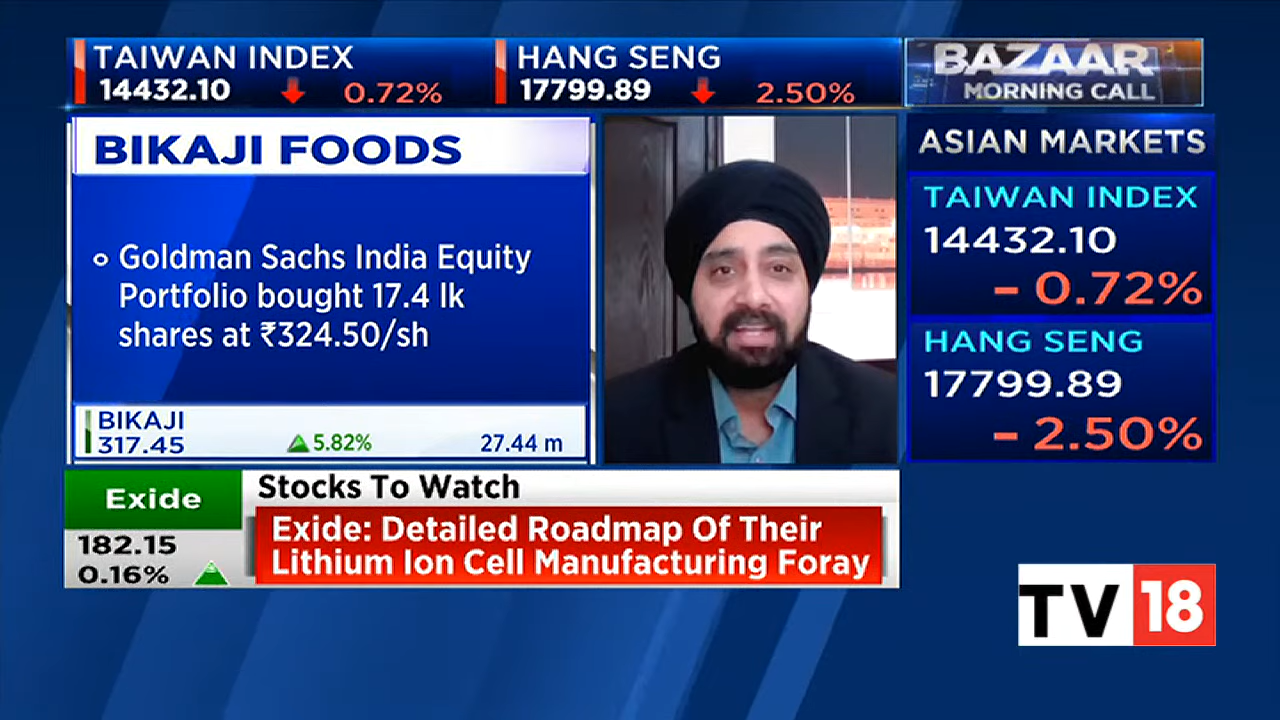 TAIWAN INDEX
14432.10 0.72%
HANG SENG
17799.89 2.50%
BAZAAR
MORNING CALL
BIKAJI FOODS
Goldman Sachs India Equity
Portfolio bought 17.4 lk
shares at ₹324.50/sh
BIKAJI
317.45 5.82% 27.44 m
ASIAN MARKETS
TAIWAN INDEX
14432.10
– 0.72%
HANG SENG
17799.89
– 2.50%
Exide
182.15
0.16%
Stocks To Watch
Exide: Detailed Roadmap Of Their
Lithium Ion Cell Manufacturing Foray
TV18